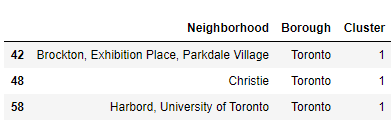 Neighborhood Borough Cluster
42 Brockton, Exhibition Place, Parkdale Village Toronto 1
48 Christie Toronto 1
58 Harbord, University of Toronto Toronto 1